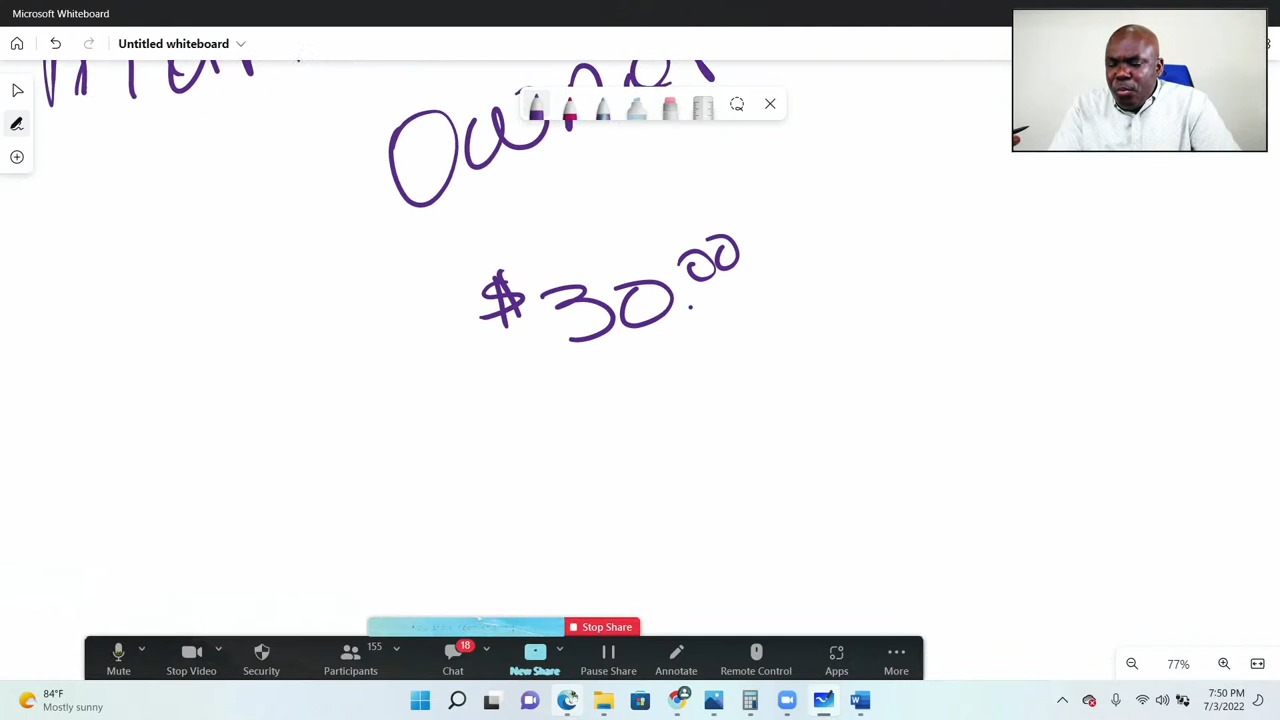 Microsoft Whiteboard
Untitled whiteboard
$30.00
Stop Share
155
18
Mute
Stop Video
Security
Participants
Chat
New Share
Pause Share
Annotate
Remote Control
Apps
More
77%
84°F
Mostly sunny
7:50 PM
7/3/2022